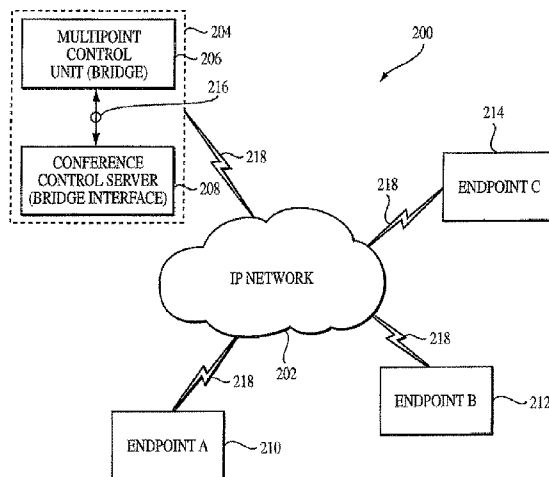 MULTIPOINT
CONTROL
UNIT (BRIDGE)
204
206
216
CONFERENCE
CONTROL SERVER
(BRIDGE INTERFACE)
208
200
218
214
ENDPOINT C
218
IP NETWORK
202
218
ENDPOINT A
210
218
ENDPOINT B
212